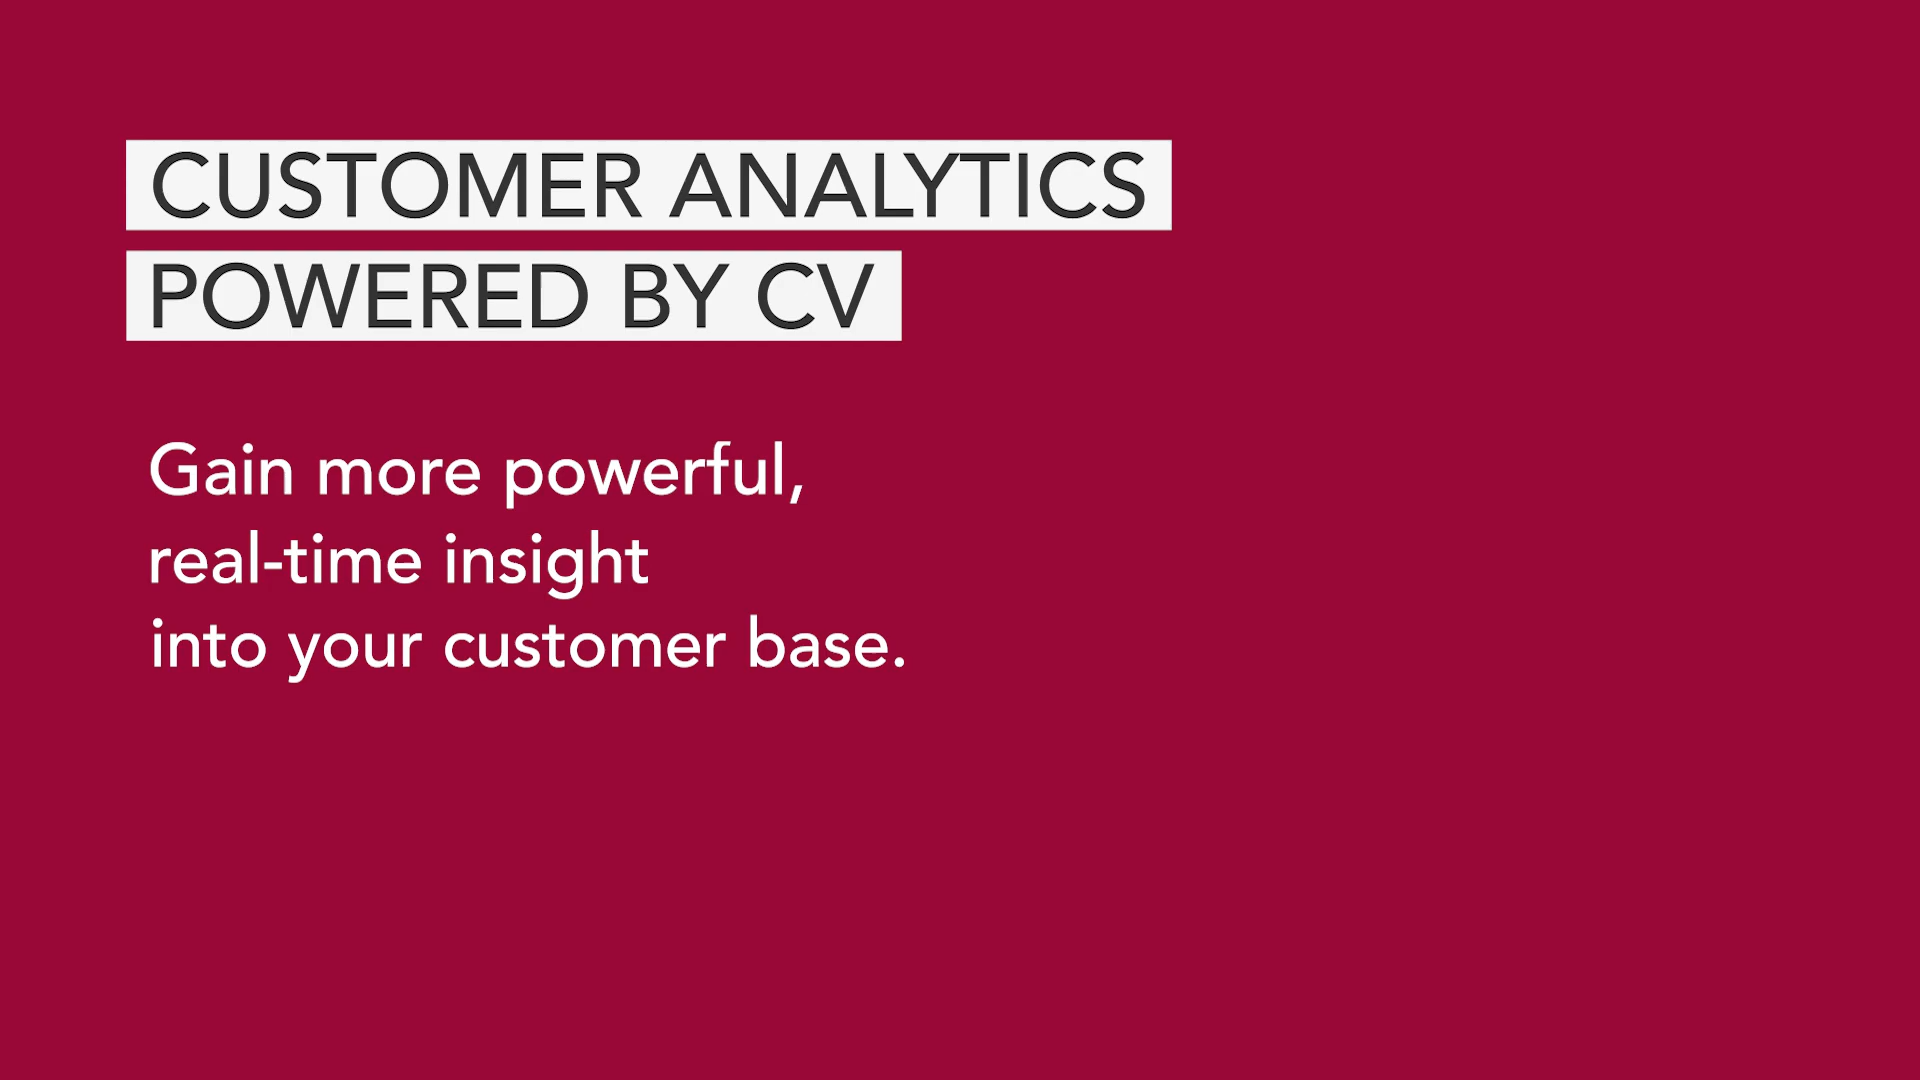 CUSTOMER ANALYTICS
POWERED BY CV
Gain more powerful,
real-time insight
into your customer base.